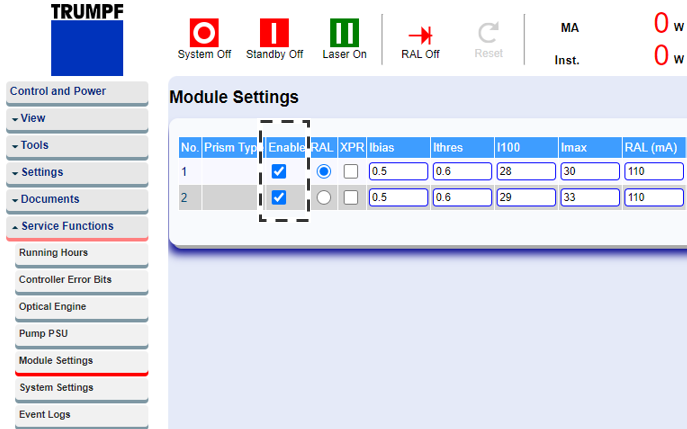 TRUMPF
System Off
Standby Off
Laser On
RAL Off
Reset
MA 0 W
Inst. 0 W
Control and Power
View
Tools
Settings
Documents
Service Functions
Running Hours
Controller Error Bits
Optical Engine
Pump PSU
Module Settings
System Settings
Event Logs
Module Settings
No. Prism Typ Enable RAL XPR Ibias Ithres I100 Imax RAL (mA)
1 0.5 0.6 28 30 110
2 0.5 0.6 29 33 110